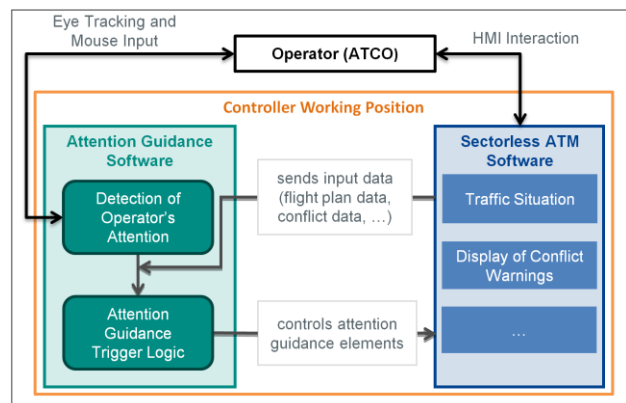 Eye Tracking and
Mouse Input
Operator (ATCO)
HMI Interaction
Controller Working Position
Attention Guidance
Software
Sectorless ATM
Software
Detection of
Operator's
Attention
sends input data
(flight plan data,
conflict data, ...)
Traffic Situation
Display of Conflict
Warnings
Attention
Guidance
Trigger Logic
controls attention
guidance elements
...